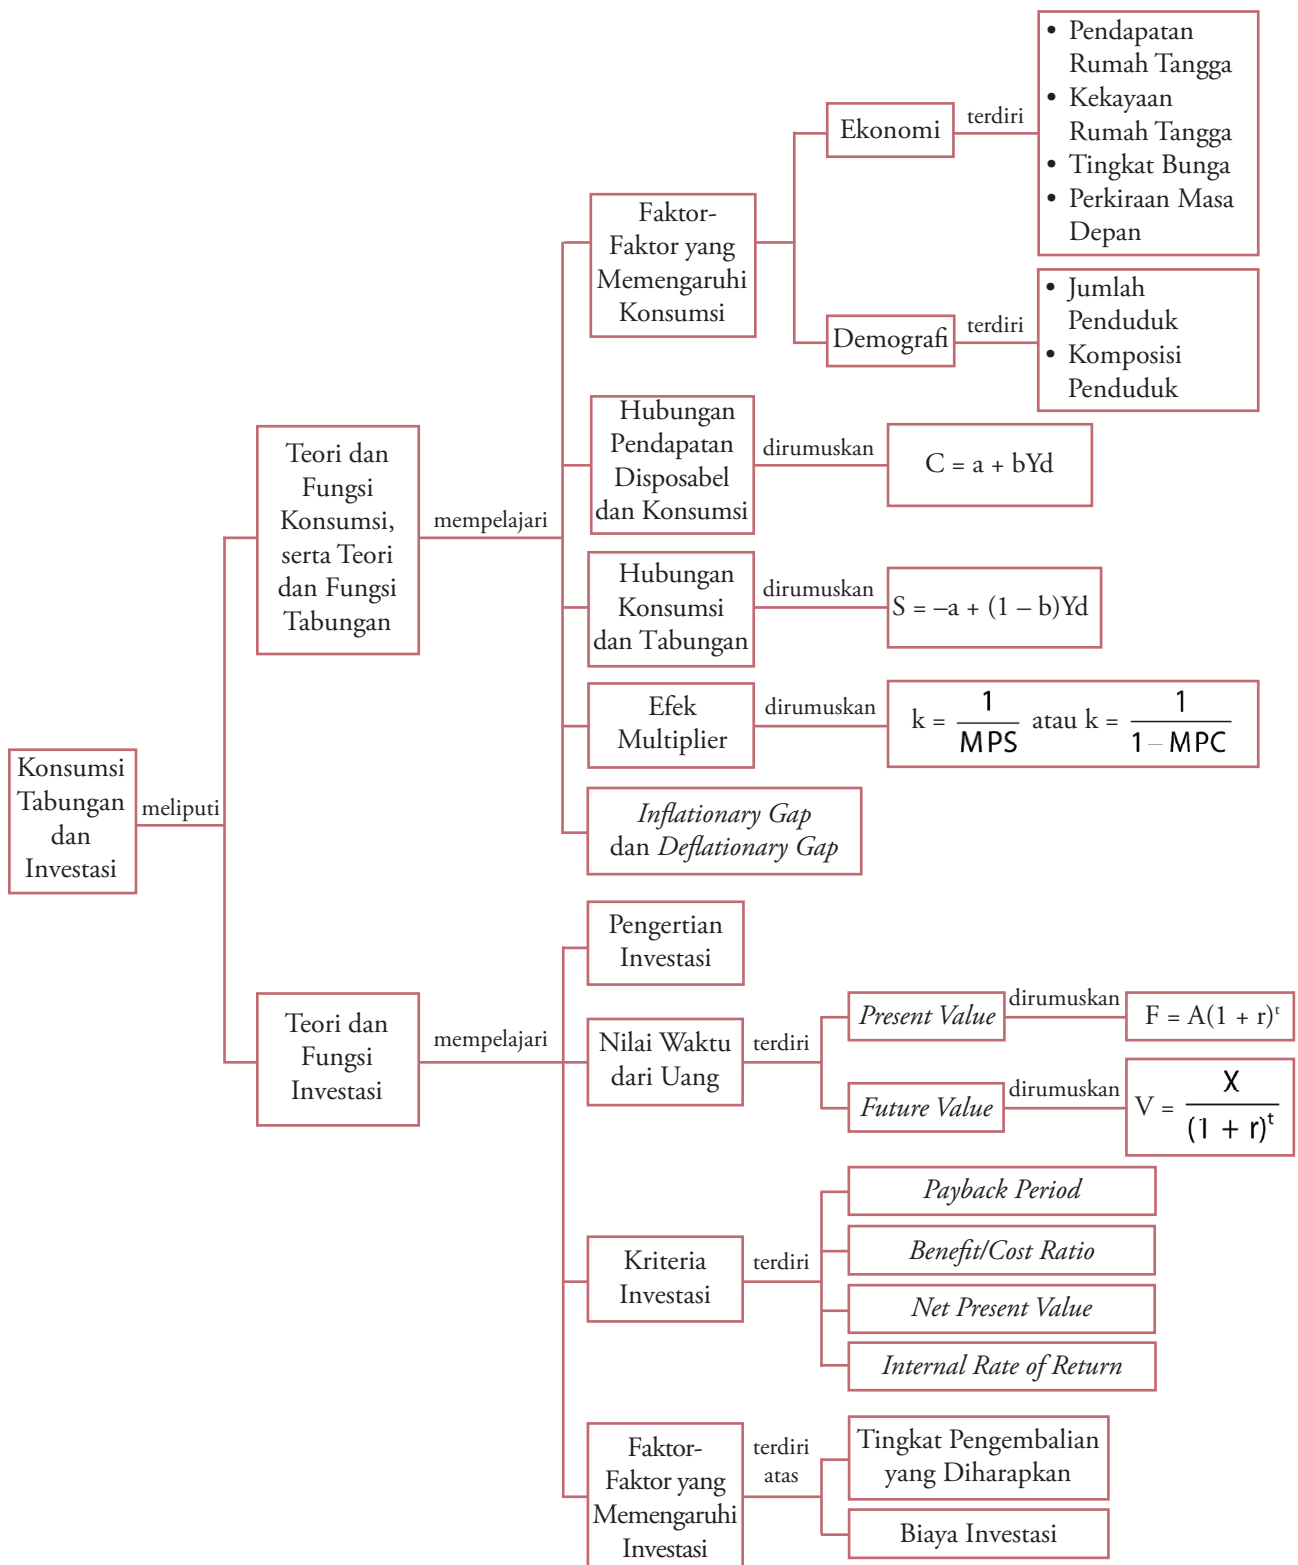 Konsumsi
Tabungan
dan
Investasi
meliputi
Teori dan
Fungsi
Konsumsi,
serta Teori
dan Fungsi
Tabungan
mempelajari
Faktor-
Faktor yang
Memengaruhi
Konsumsi
Ekonomi
terdiri
• Pendapatan
Rumah Tangga
• Kekayaan
Rumah Tangga
• Tingkat Bunga
• Perkiraan Masa
Depan
Demografi
terdiri
• Jumlah
Penduduk
• Komposisi
Penduduk
Hubungan
Pendapatan
Disposabel
dan Konsumsi
dirumuskan
C = a + bYd
Hubungan
Konsumsi
dan Tabungan
dirumuskan
S = –a + (1 – b)Yd
Efek
Multiplier
dirumuskan
k = 1/MPS atau k = 1/1 – MPC
Inflationary Gap
dan Deflationary Gap
Teori dan
Fungsi
Investasi
mempelajari
Pengertian
Investasi
Nilai Waktu
dari Uang
terdiri
Present Value
dirumuskan
F = A(1 + r)ᵗ
Future Value
dirumuskan
V = X/(1 + r)ᵗ
Kriteria
Investasi
terdiri
Payback Period
Benefit/Cost Ratio
Net Present Value
Internal Rate of Return
Faktor-
Faktor yang
Memengaruhi
Investasi
terdiri
atas
Tingkat Pengembalian
yang Diharapkan
Biaya Investasi